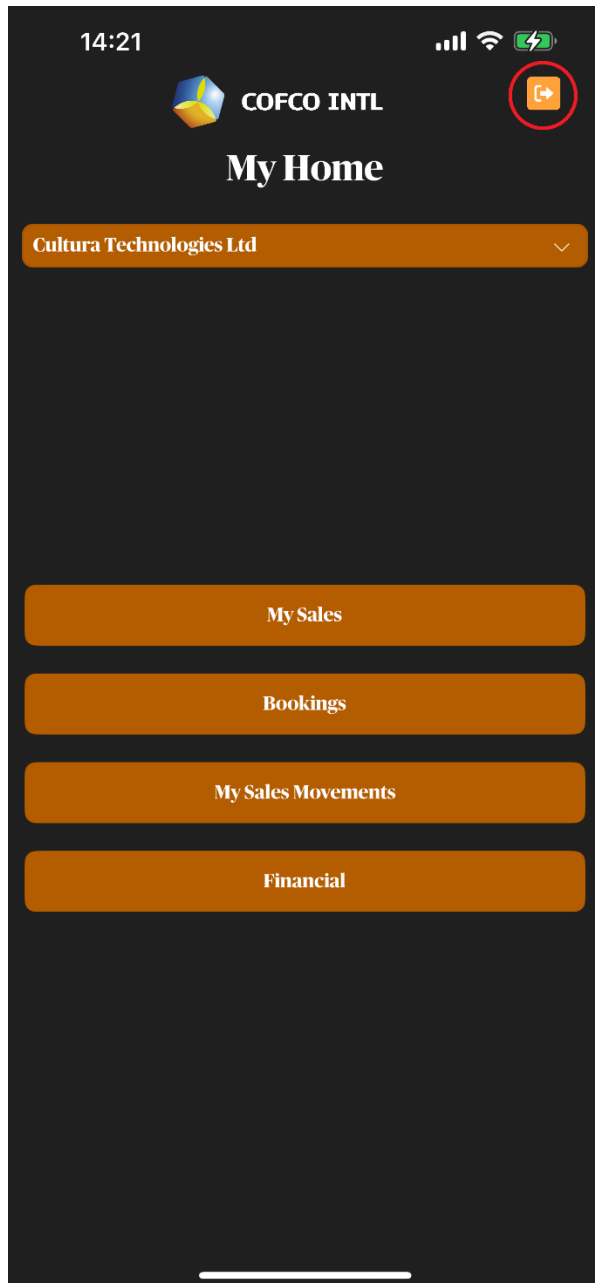 14:21
COFCO INTL
My Home
Cultura Technologies Ltd
My Sales
Bookings
My Sales Movements
Financial